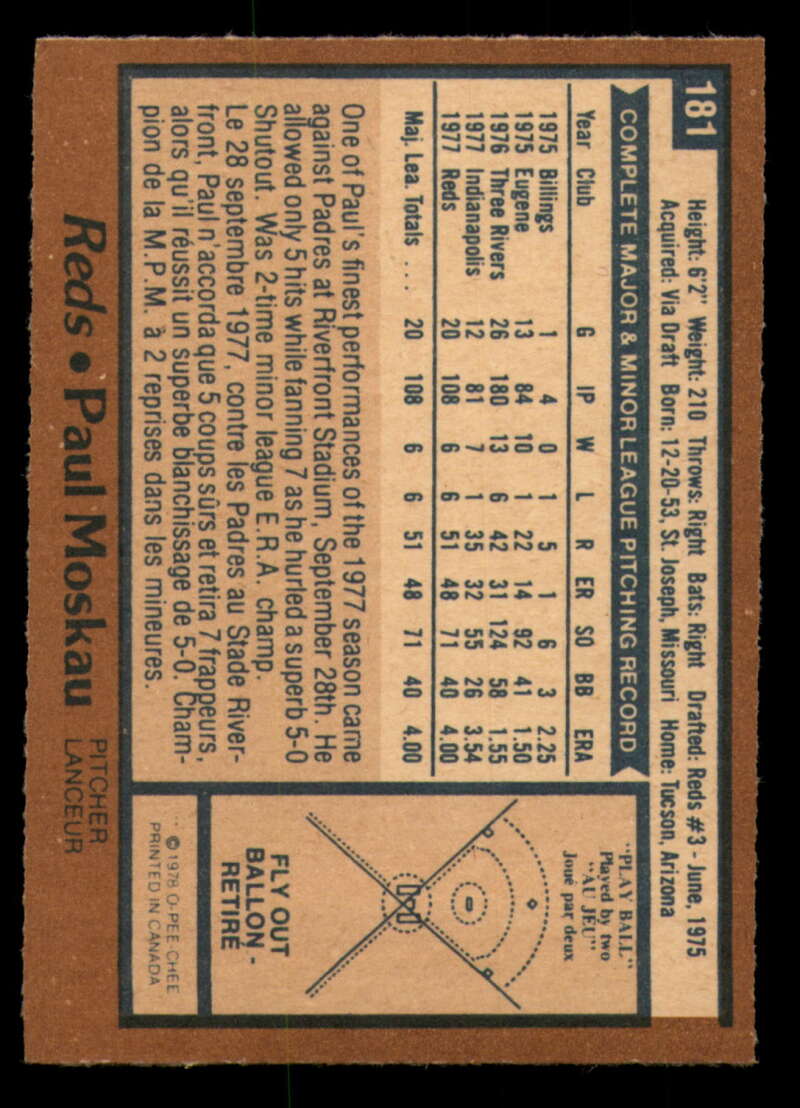 181
Height: 6'2" Weight: 210 Throws: Right Bats: Right Drafted: Reds #3 - June, 1975
Acquired: Via Draft Born: 12-20-53, St. Joseph, Missouri Home: Tucson, Arizona
COMPLETE MAJOR & MINOR LEAGUE PITCHING RECORD
Year Club G IP W L R ER SO BB ERA
1975 Billings 1 4 0 1 5 1 6 3 2.25
1975 Eugene 13 84 10 1 22 14 92 41 1.50
1976 Three Rivers 26 180 13 6 42 31 124 58 1.55
1977 Indianapolis 12 81 7 1 35 32 55 26 3.54
1977 Reds 20 108 6 6 51 48 71 40 4.00
Maj. Lea. Totals .... 20 108 6 6 51 48 71 40 4.00
One of Paul's finest performances of the 1977 season came
against Padres at Riverfront Stadium, September 28th. He
allowed only 5 hits while fanning 7 as he hurled a superb 5-0
Shutout. Was 2-time minor league E.R.A. champ.
Le 28 septembre 1977, contre les Padres au Stade River-
front, Paul n'accorda que 5 coups sûrs et retira 7 frappeurs,
alors qu'il réussit un superbe blanchissage de 5-0. Cham-
pion de la M.P.M. à 2 reprises dans les mineures.
"PLAY BALL"
Played by two
"AU JEU"
Joué par deux
FLY OUT
BALLON -
RETIRÉ
© 1978 O-PEE-CHEE
PRINTED IN CANADA
Reds • Paul Moskau PITCHER
LANCEUR